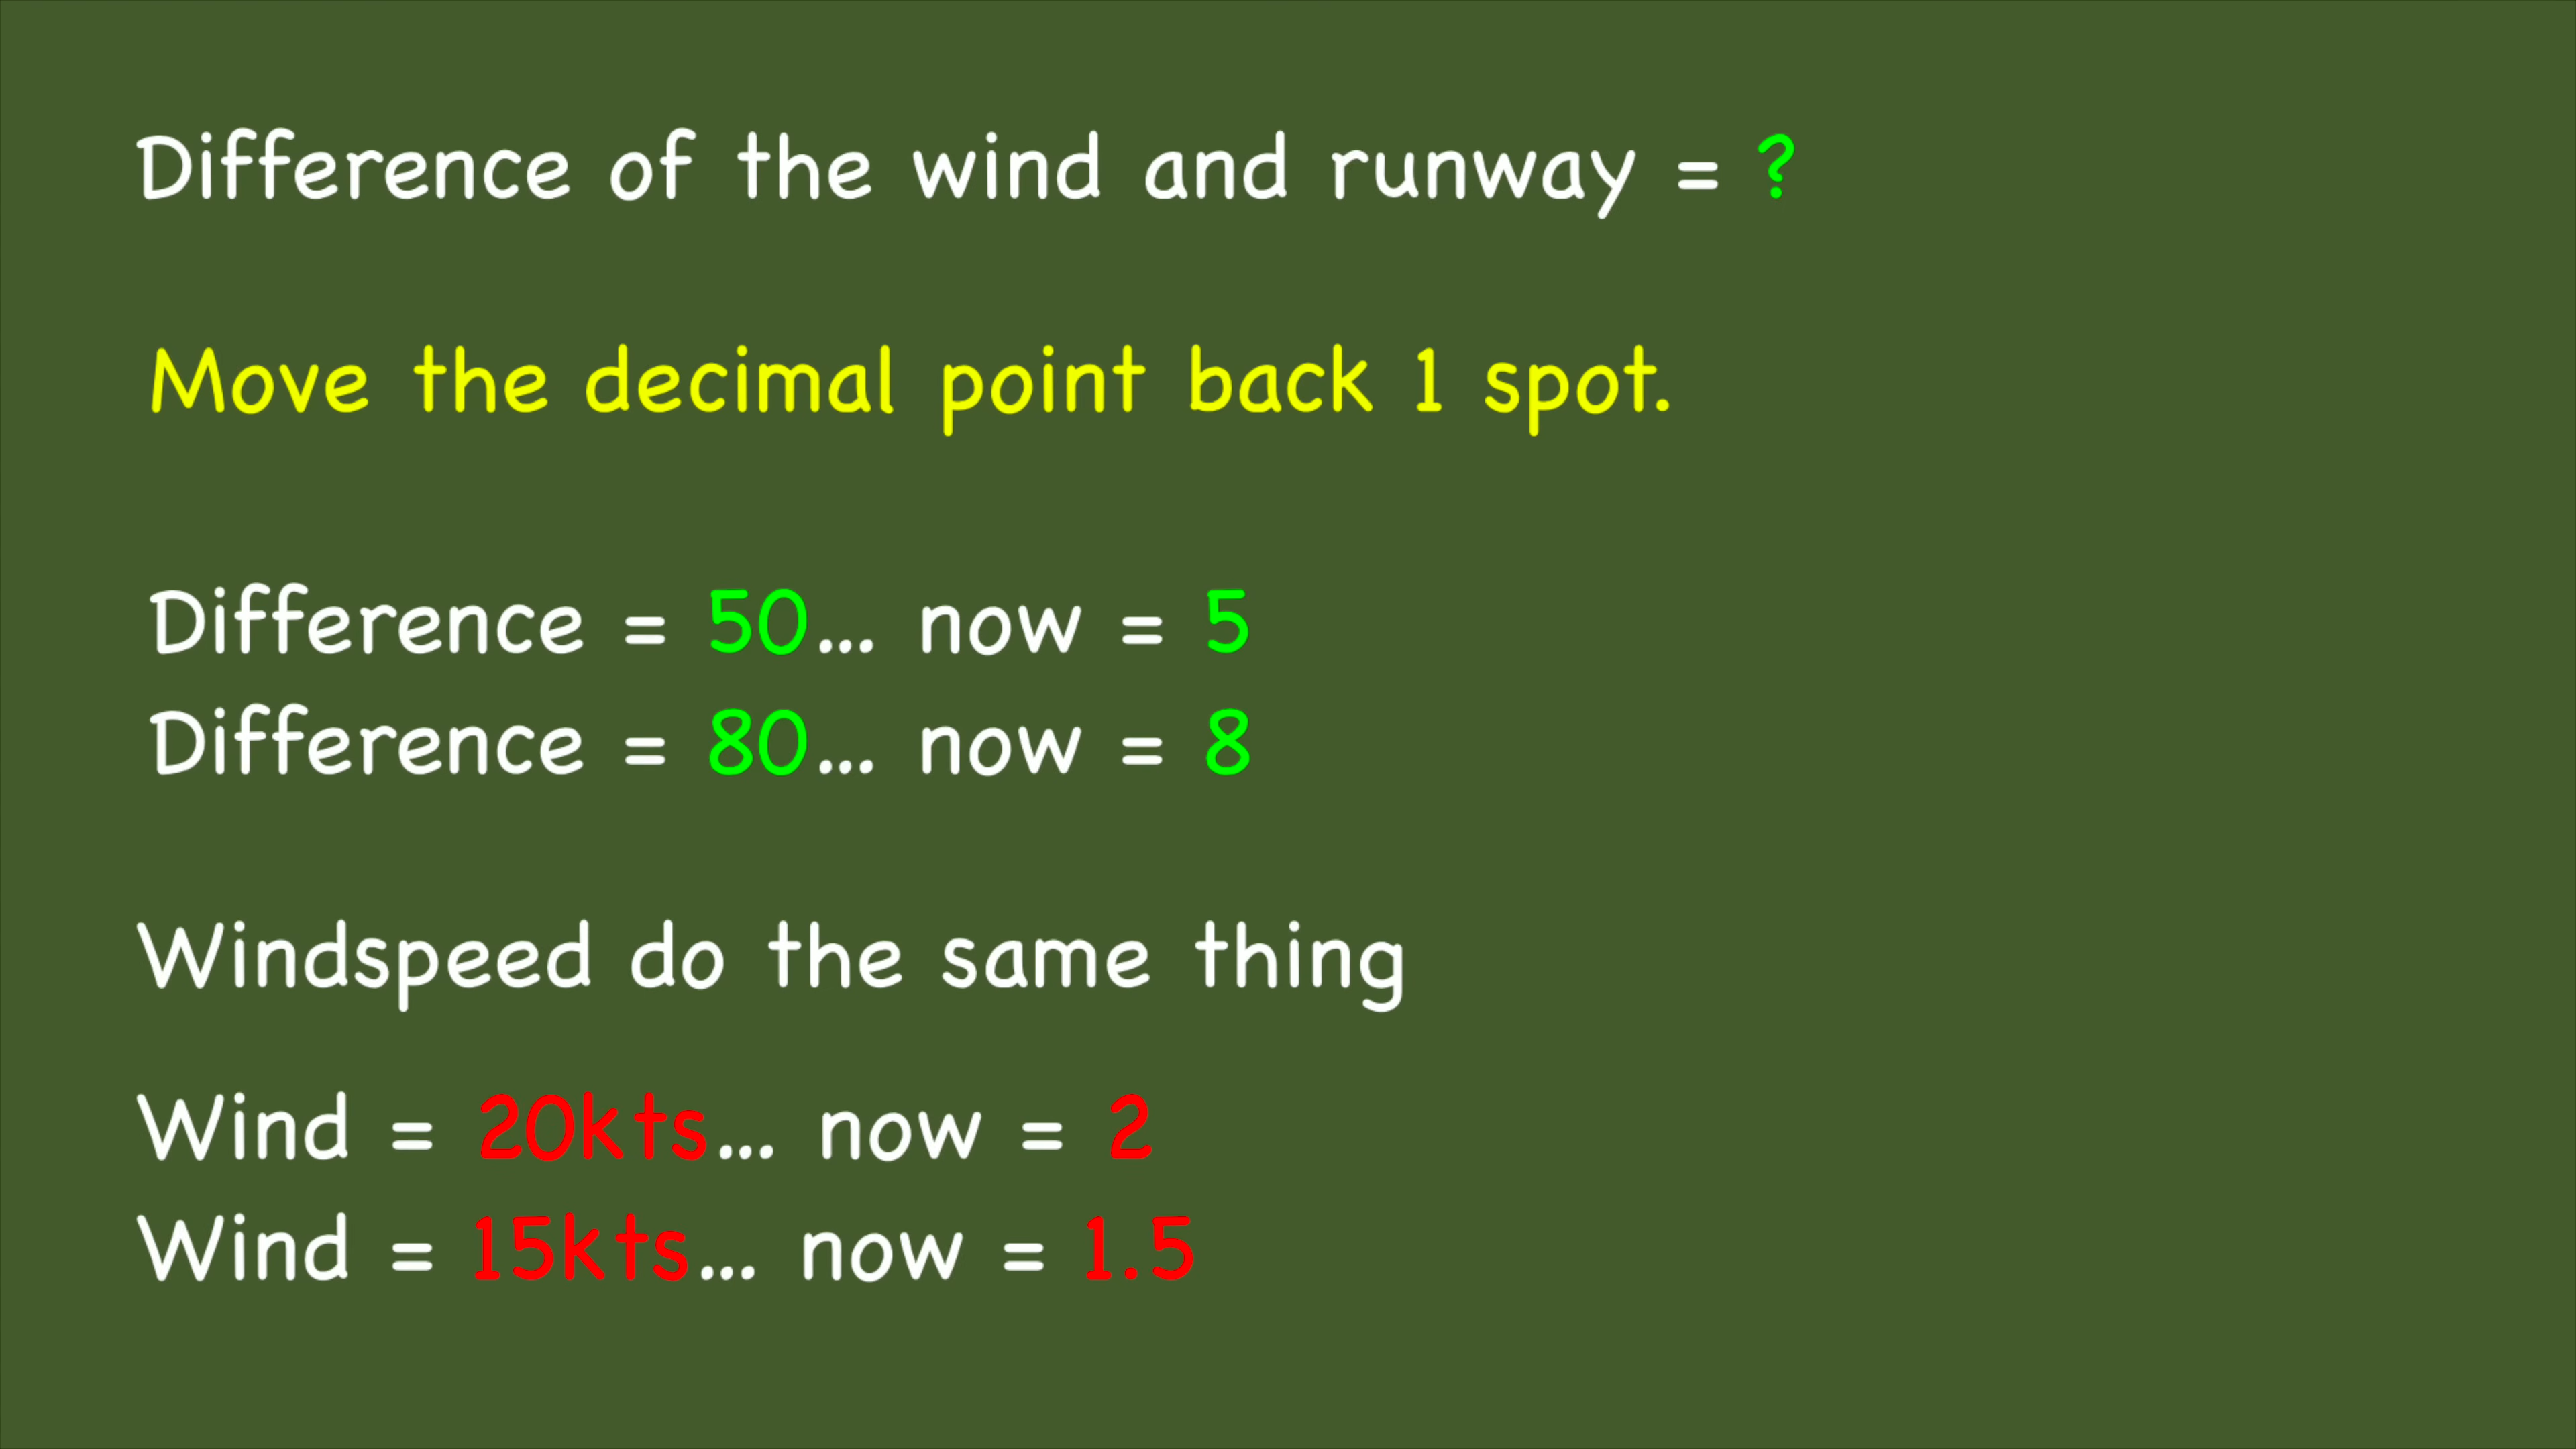 Difference of the wind and runway = ?
Move the decimal point back 1 spot.
Difference = 50... now = 5
Difference = 80... now = 8
Windspeed do the same thing
Wind = 20kts... now = 2
Wind = 15kts... now = 1.5